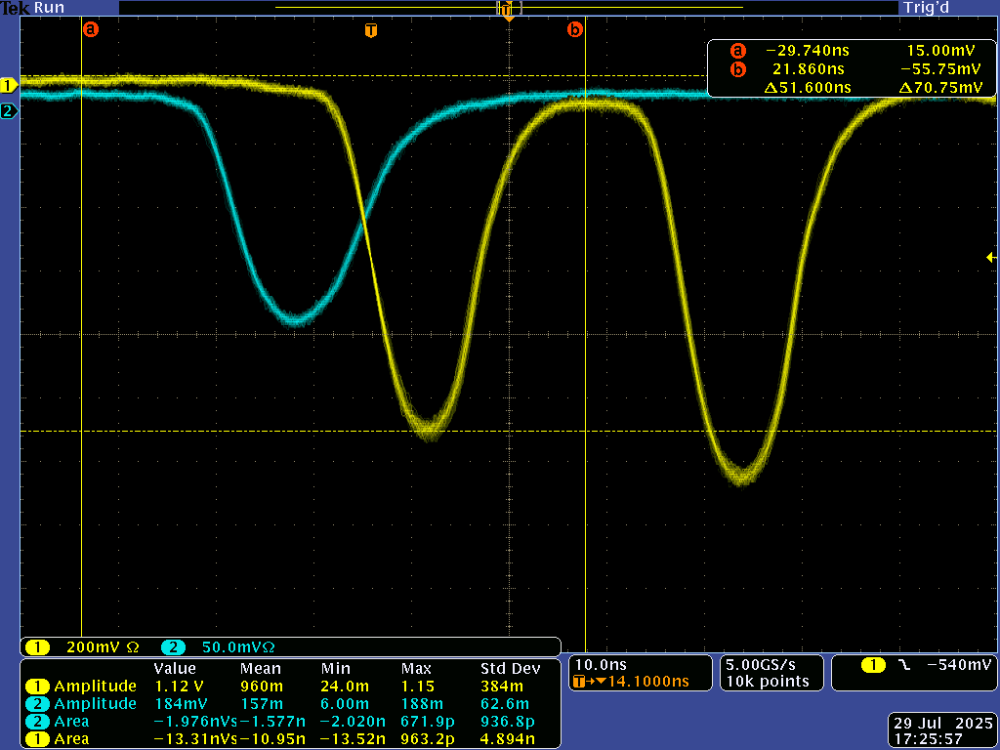 Tek Run Trig'd
a T b T
a −29.740ns 15.00mV
b 21.860ns −55.75mV
Δ51.600ns Δ70.75mV
1
2
1 200mV Ω 2 50.0mVΩ
Value Mean Min Max Std Dev
1 Amplitude 1.12 V 960m 24.0m 1.15 384m
2 Amplitude 184mV 157m 6.00m 188m 62.6m
2 Area −1.976nVs −1.577n −2.020n 671.9p 936.8p
1 Area −13.31nVs −10.95n −13.52n 963.2p 4.894n
10.0ns
T→▼14.1000ns
5.00GS/s
10k points
1 −540mV
29 Jul 2025
17:25:57